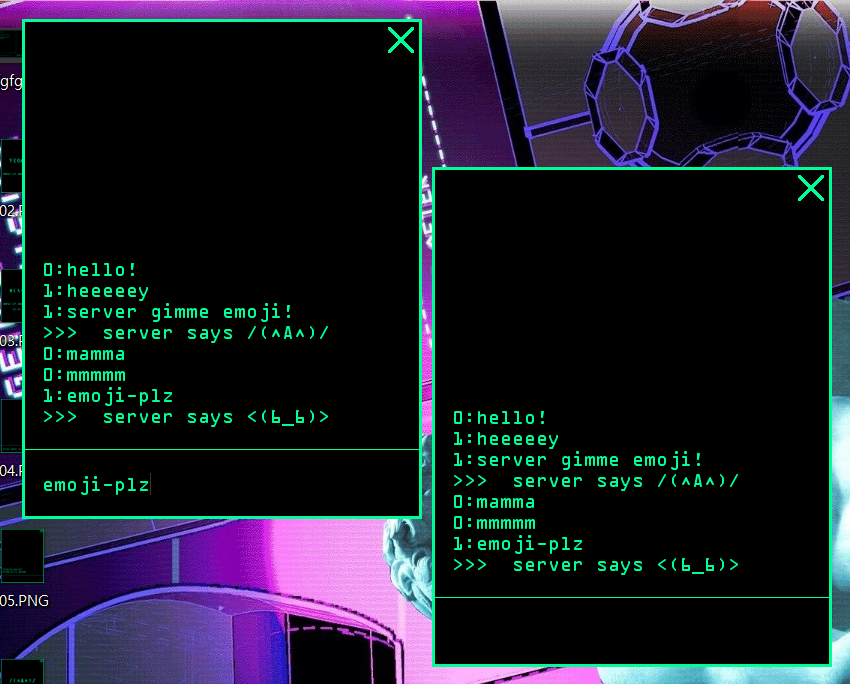 0:hello!
1:heeeeey
1:server gimme emoji!
>>>  server says /(^A^)/
0:mamma
0:mmmmm
1:emoji-plz
>>>  server says <(6_6)>
emoji-plz
0:hello!
1:heeeeey
1:server gimme emoji!
>>>  server says /(^A^)/
0:mamma
0:mmmmm
1:emoji-plz
>>>  server says <(6_6)>
gfg
02.
03.
04.
05.PNG